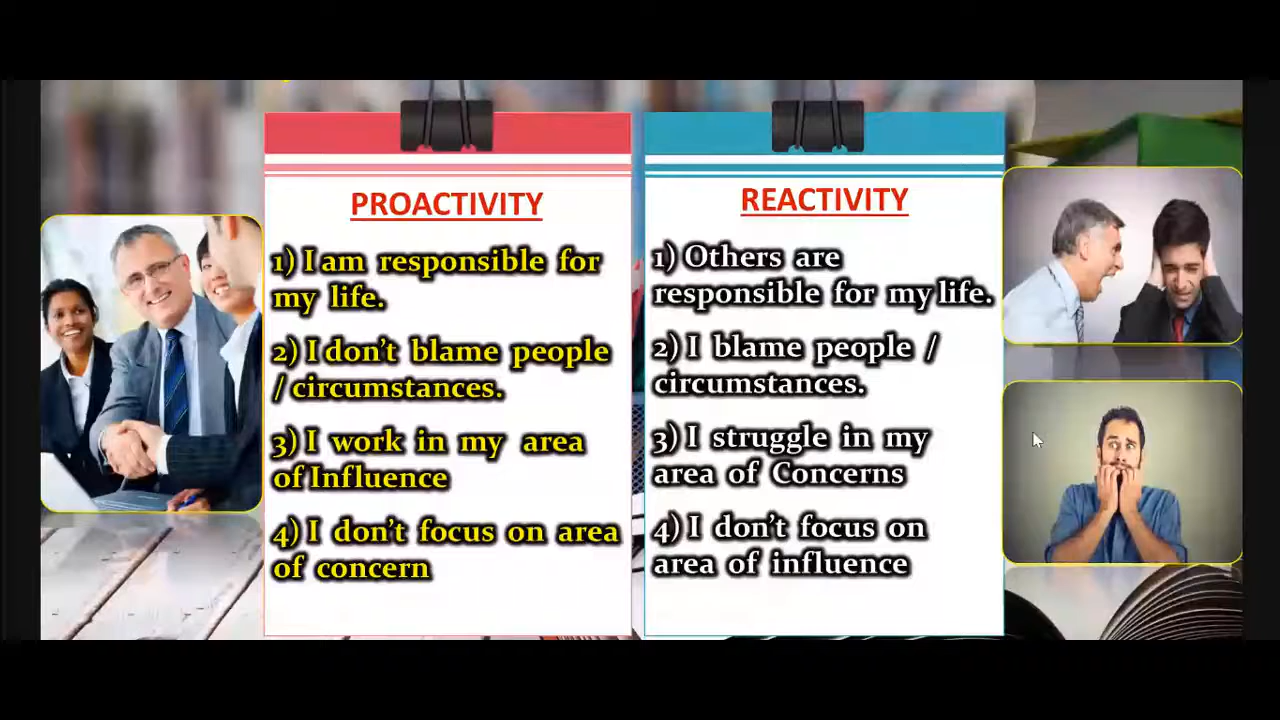 PROACTIVITY
1) I am responsible for
my life.
2) I don't blame people
/ circumstances.
3) I work in my area
of Influence
4) I don't focus on area
of concern
REACTIVITY
1) Others are
responsible for my life.
2) I blame people /
circumstances.
3) I struggle in my
area of Concerns
4) I don't focus on
area of influence